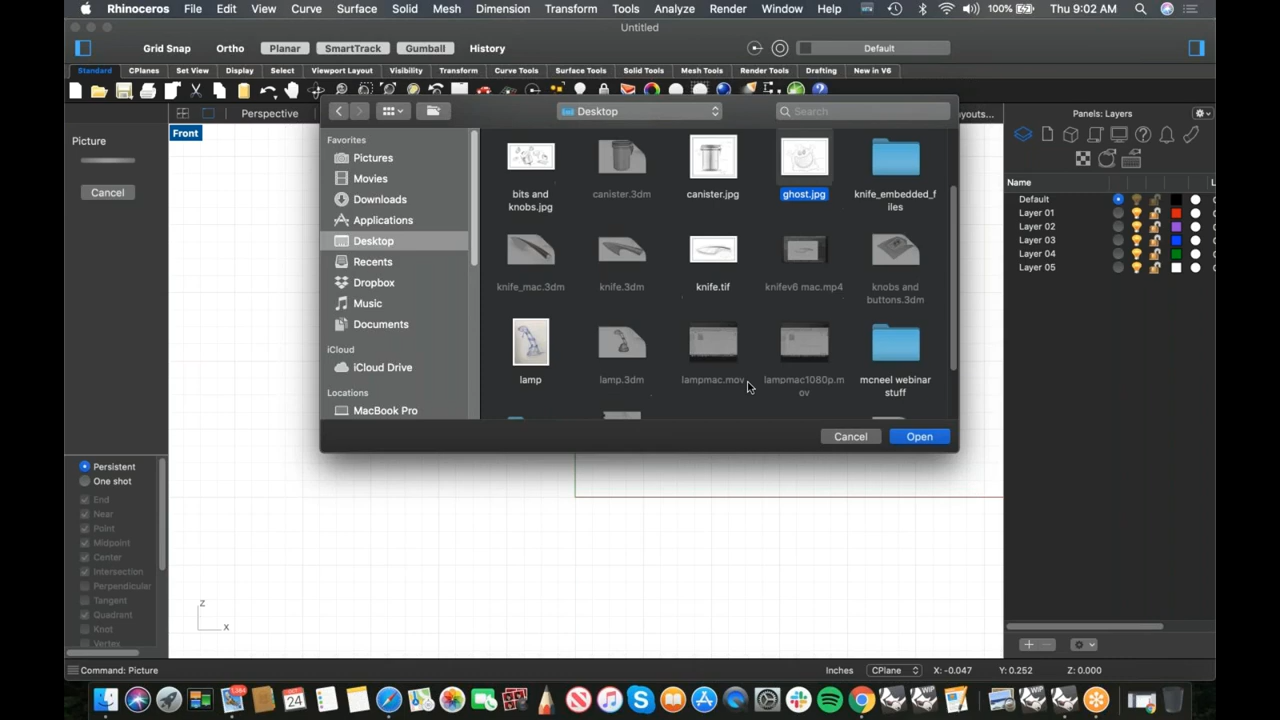 Rhinoceros File Edit View Curve Surface Solid Mesh Dimension Transform Tools Analyze Render Window Help 100% Thu 9:02 AM
Untitled
Grid Snap Ortho Planar SmartTrack Gumball History Default
Standard CPlanes Set View Display Select Viewport Layout Visibility Transform Curve Tools Surface Tools Solid Tools Mesh Tools Render Tools Drafting New in V6
Perspective
Desktop
Search
Layouts...
Panels: Layers
Front
Picture
Cancel
Favorites
Pictures
Movies
Downloads
Applications
Desktop
Recents
Dropbox
Music
Documents
iCloud
iCloud Drive
Locations
MacBook Pro
bits and
knobs.jpg
canister.3dm
canister.jpg
ghost.jpg
knife_embedded_f
iles
knife_mac.3dm
knife.3dm
knife.tif
knifev6 mac.mp4
knobs and
buttons.3dm
lamp
lamp.3dm
lampmac.mov
lampmac1080p.m
ov
mcneel webinar
stuff
Cancel Open
Name
Default
Layer 01
Layer 02
Layer 03
Layer 04
Layer 05
Persistent
One shot
End
Near
Point
Midpoint
Center
Intersection
Perpendicular
Tangent
Quadrant
Knot
Vertex
Z
X
Command: Picture
Inches CPlane X: -0.047 Y: 0.252 Z: 0.000
OCT
24